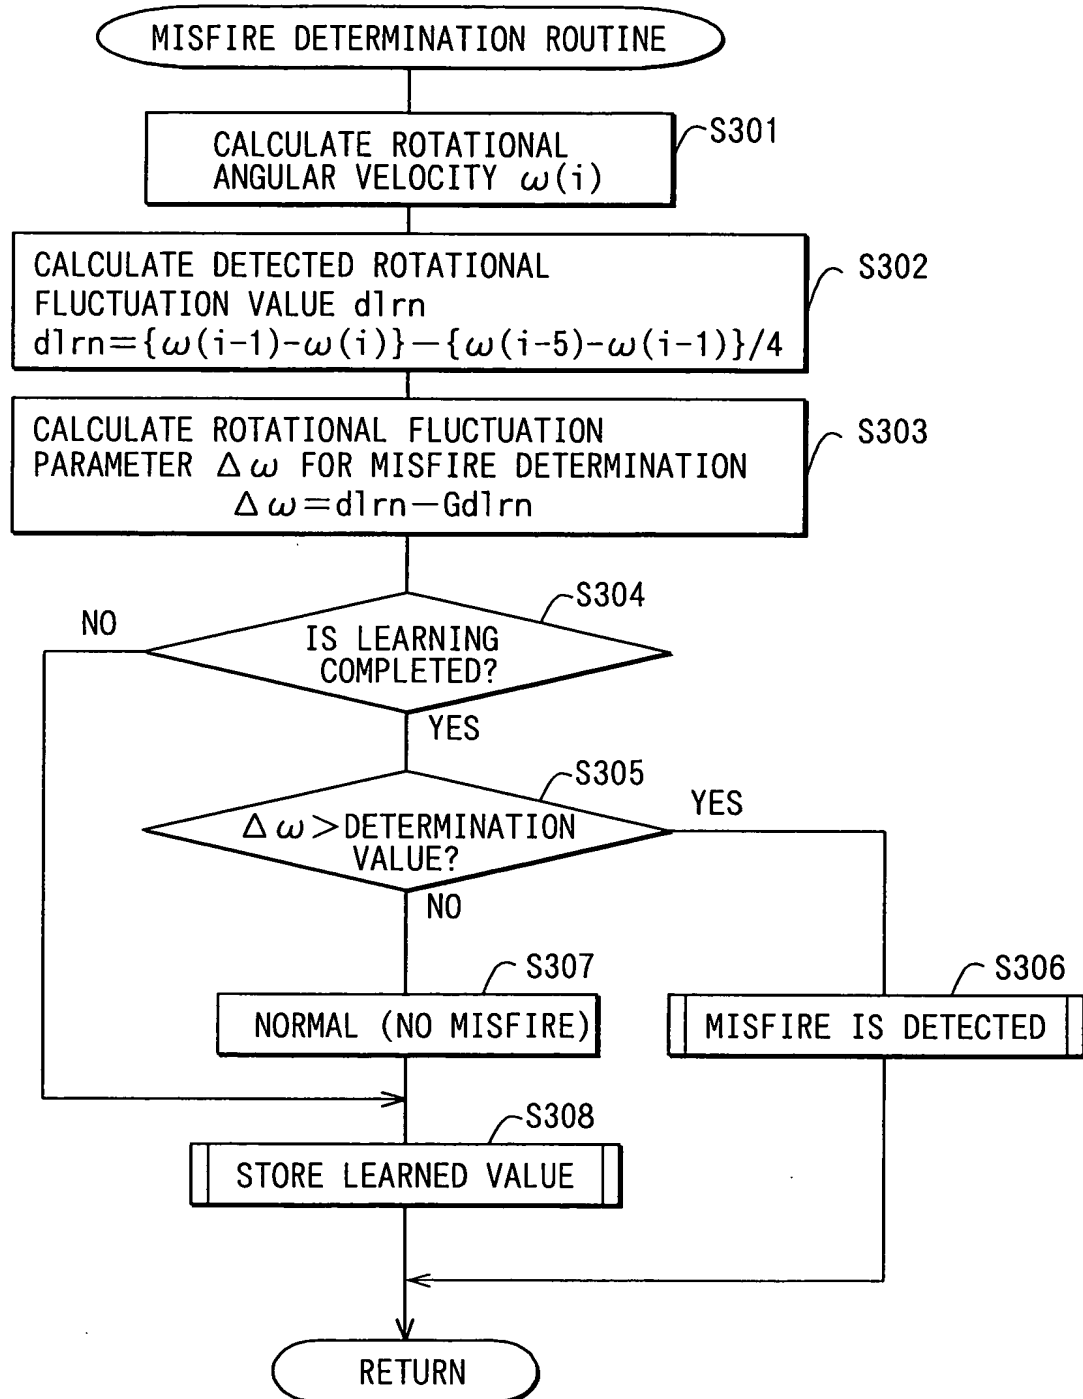 MISFIRE DETERMINATION ROUTINE
S301
CALCULATE ROTATIONAL
ANGULAR VELOCITY ω(i)
S302
CALCULATE DETECTED ROTATIONAL
FLUCTUATION VALUE dlrn
dlrn={ω(i-1)-ω(i)}-{ω(i-5)-ω(i-1)}/4
S303
CALCULATE ROTATIONAL FLUCTUATION
PARAMETER Δω FOR MISFIRE DETERMINATION
Δω=dlrn-Gdlrn
S304
NO
IS LEARNING
COMPLETED?
YES
S305
YES
Δω>DETERMINATION
VALUE?
NO
S307
S306
NORMAL (NO MISFIRE)
MISFIRE IS DETECTED
S308
STORE LEARNED VALUE
RETURN